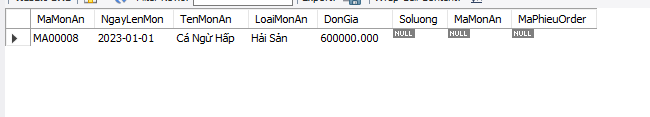 MaMonAn NgayLenMon TenMonAn LoaiMonAn DonGia Soluong MaMonAn MaPhieuOrder
MA00008 2023-01-01 Cá Ngừ Hấp Hải Sản 600000.000 NULL NULL NULL